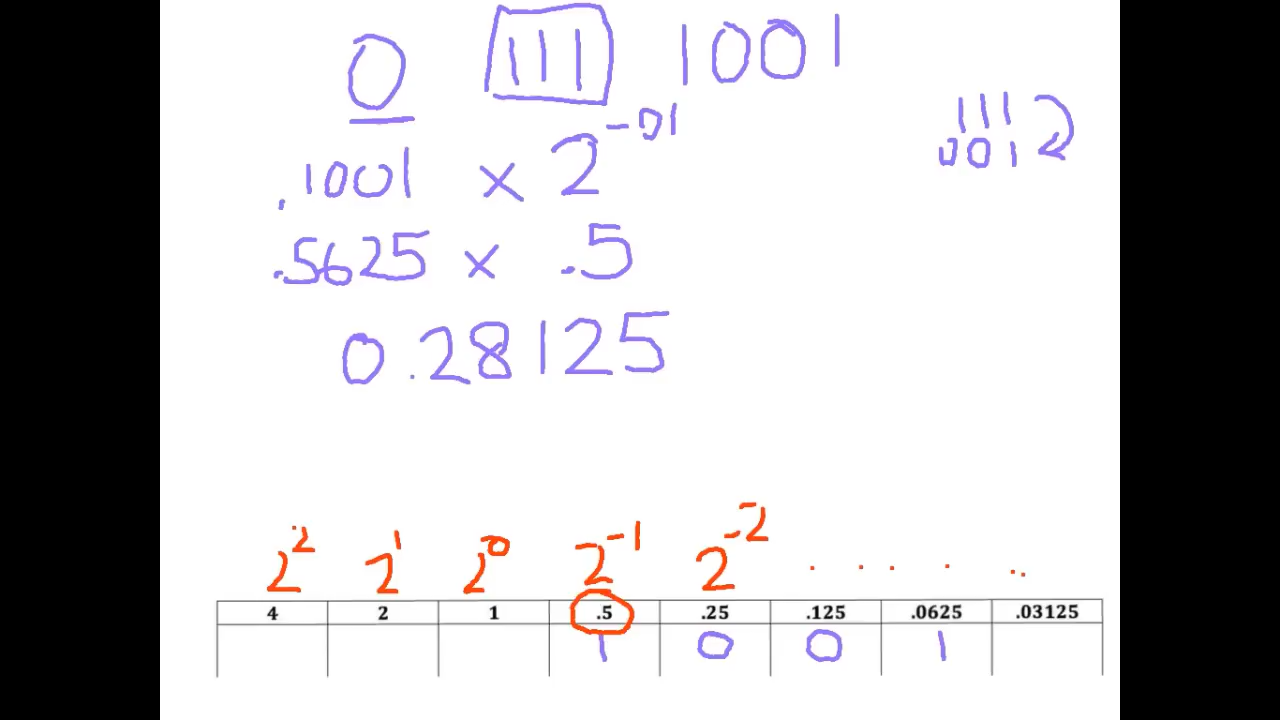 0 111 1001
111
001
.1001 x 2^-01
.5625 x .5
0.28125
2^2 2^1 2^0 2^-1 2^-2 . . . . ..
4 2 1 .5 .25 .125 .0625 .03125
1 0 0 1